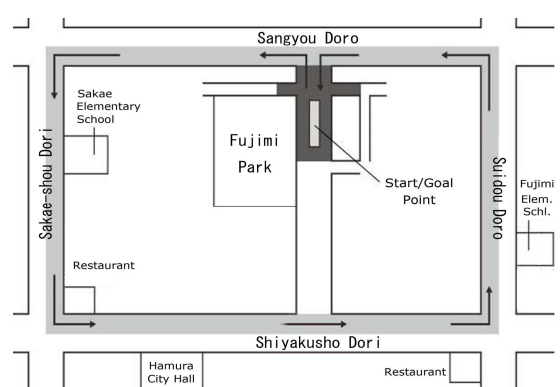 Sangyou Doro
Sakae
Elementary
School
Sakae-shou Dori
Fujimi
Park
Start/Goal
Point
Suidou Doro
Fujimi
Elem.
Schl.
Restaurant
Shiyakusho Dori
Hamura
City Hall
Restaurant